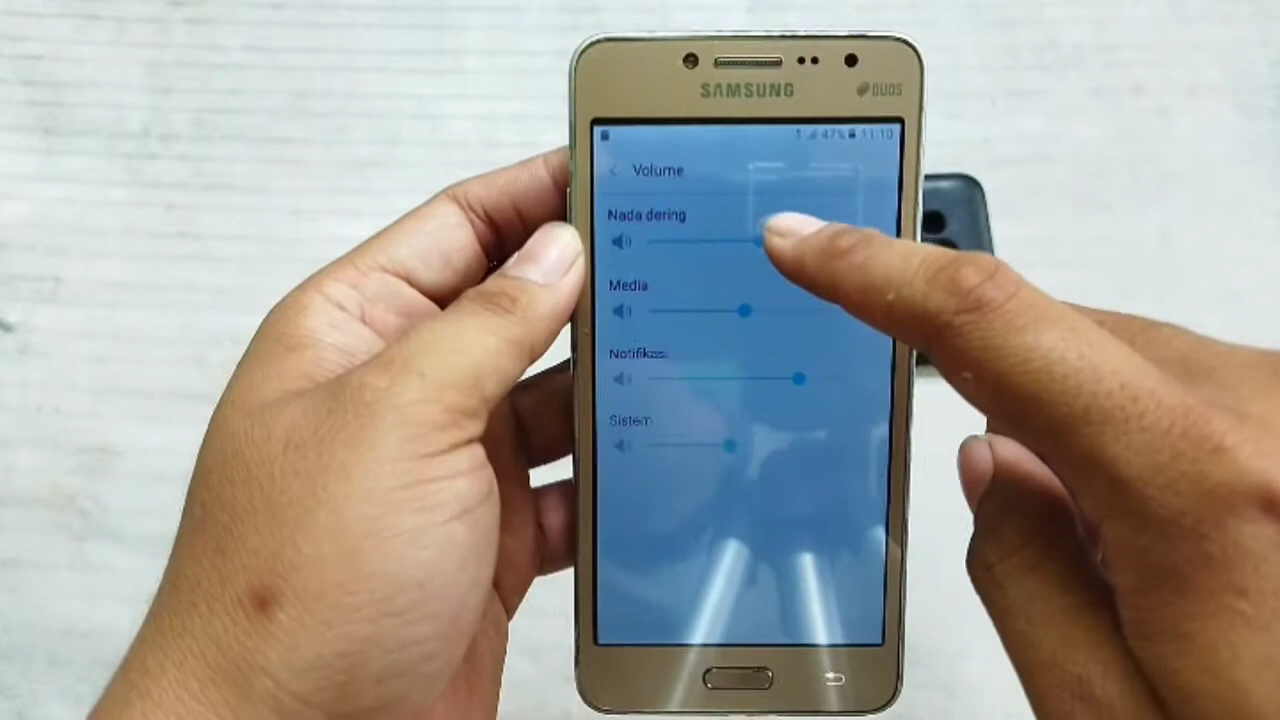 SAMSUNG
DUOS
47% 11:10
Volume
Nada dering
Media
Notifikasi
Sistem